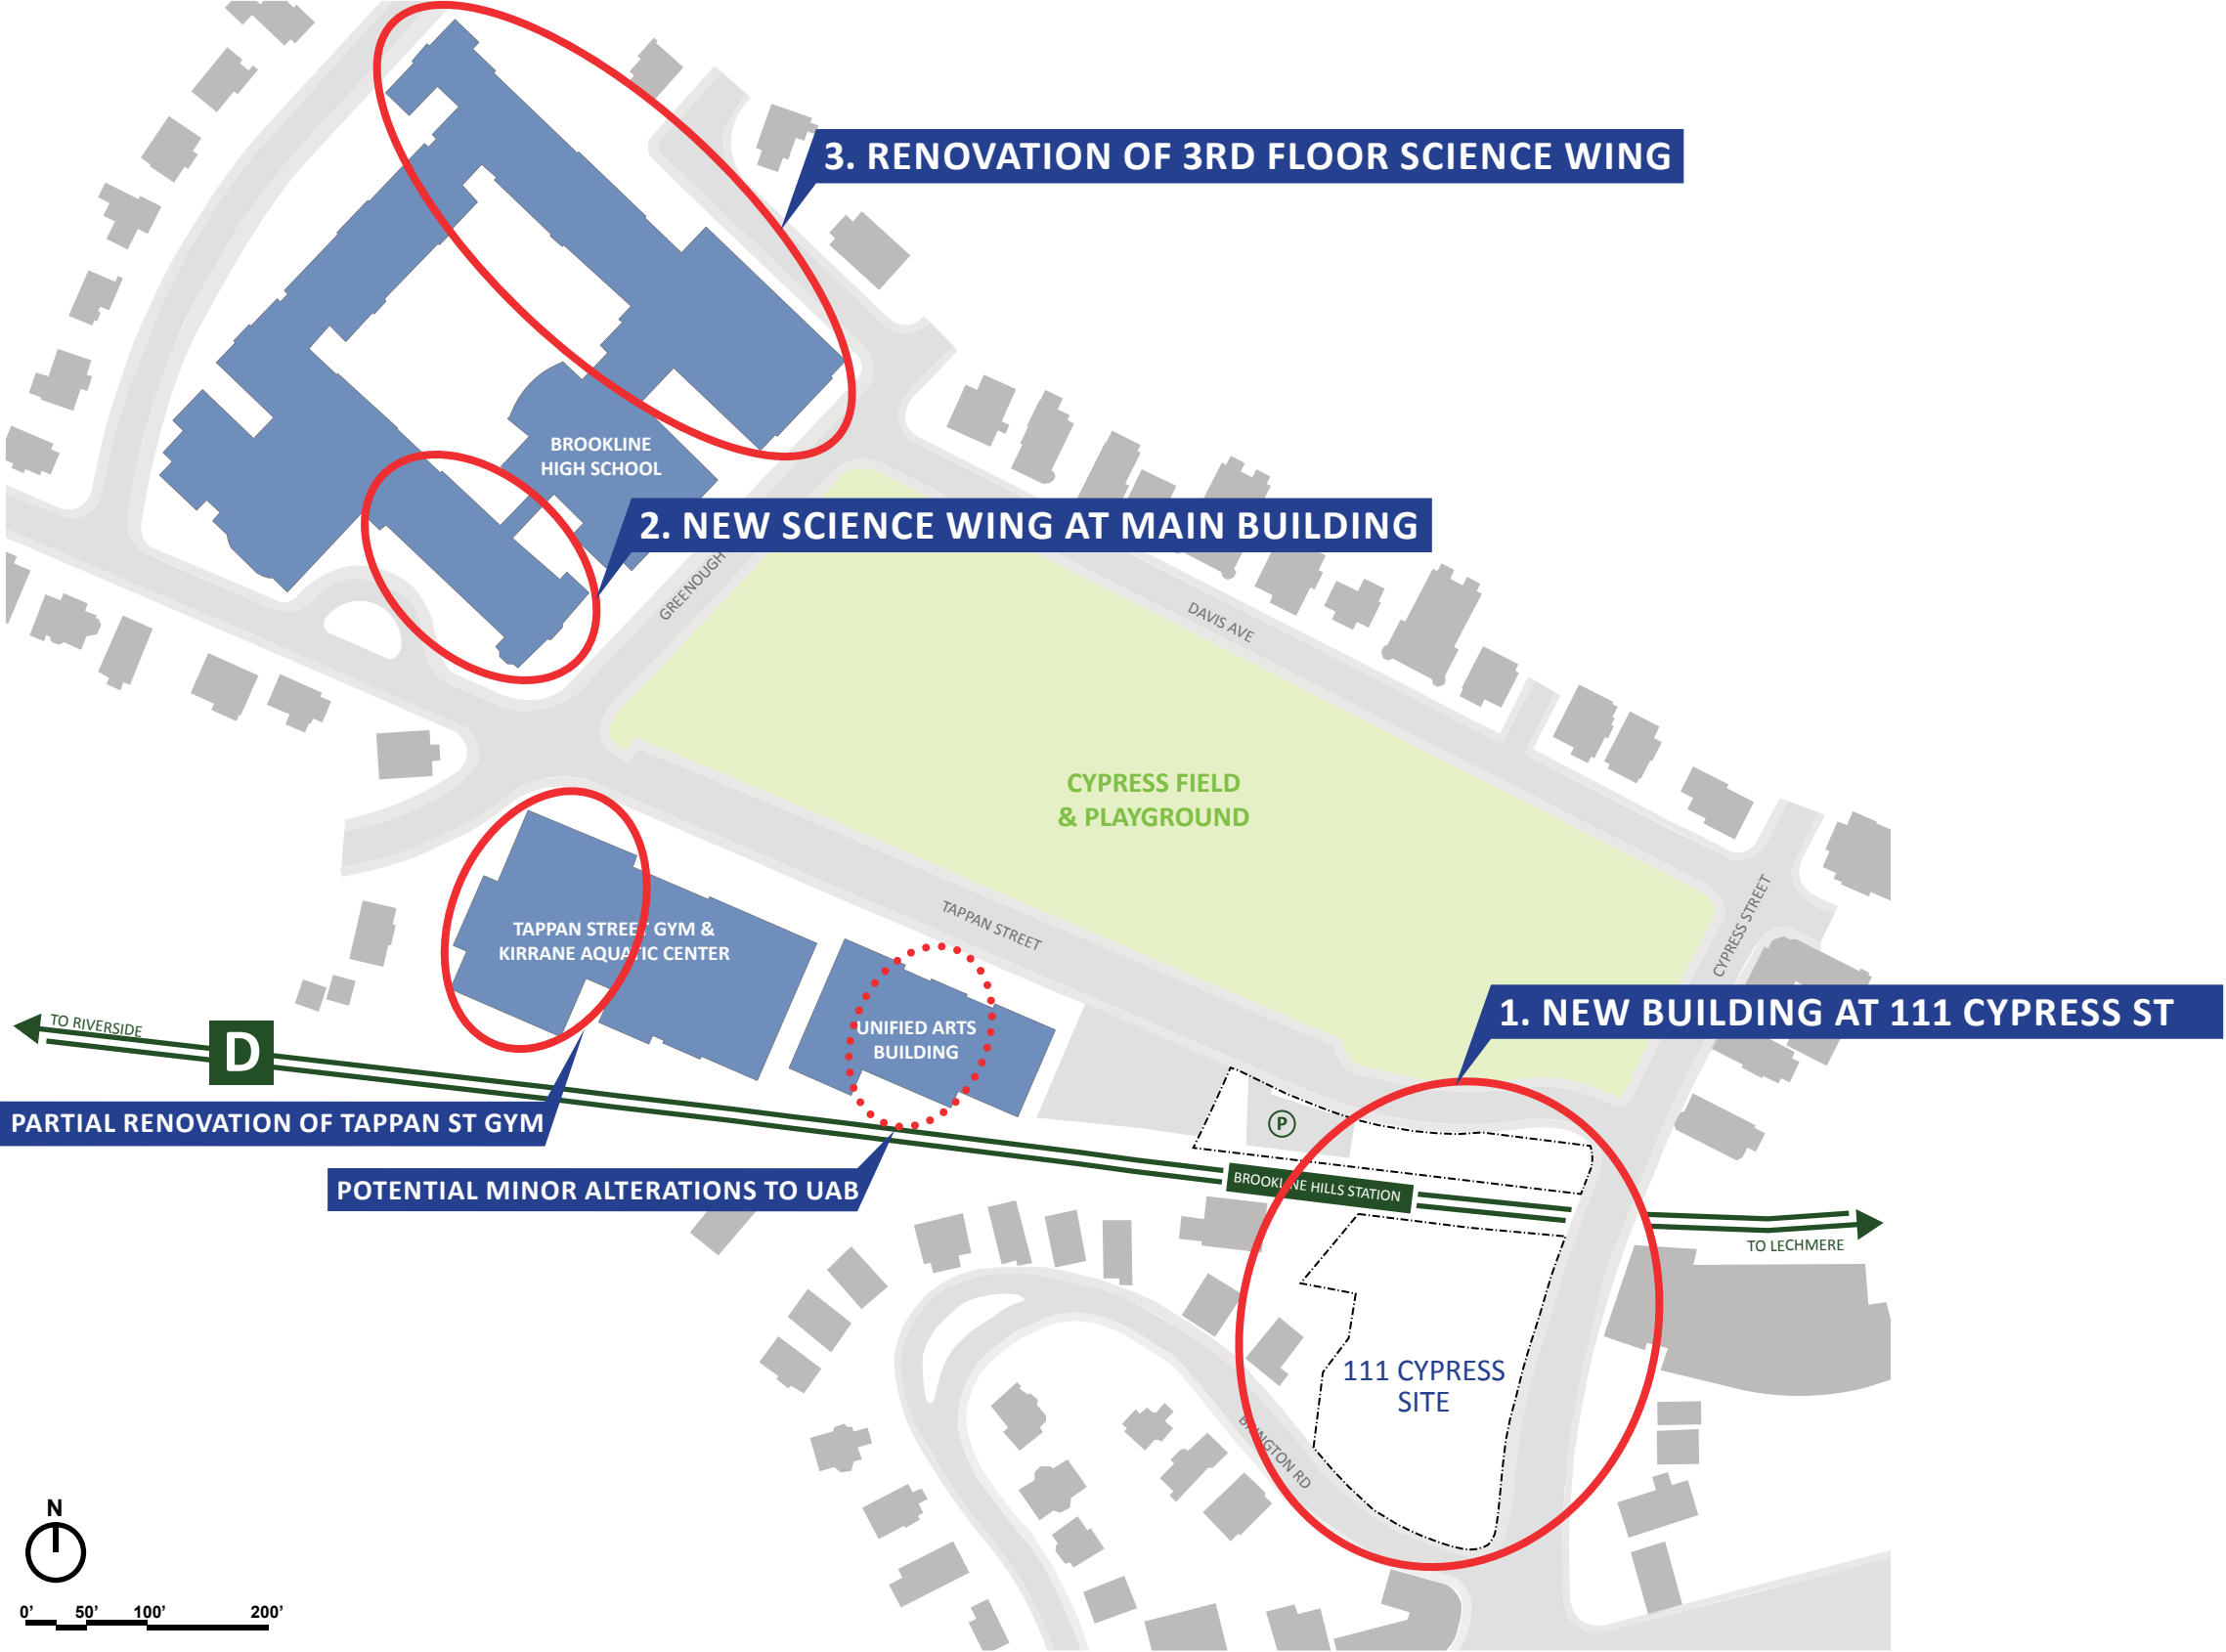 3. RENOVATION OF 3RD FLOOR SCIENCE WING
BROOKLINE
HIGH SCHOOL
2. NEW SCIENCE WING AT MAIN BUILDING
GREENOUGH
DAVIS AVE
CYPRESS FIELD
& PLAYGROUND
TAPPAN STREET
CYPRESS STREET
TAPPAN STREET GYM &
KIRRANE AQUATIC CENTER
UNIFIED ARTS
BUILDING
1. NEW BUILDING AT 111 CYPRESS ST
TO RIVERSIDE
D
PARTIAL RENOVATION OF TAPPAN ST GYM
P
POTENTIAL MINOR ALTERATIONS TO UAB
BROOKLINE HILLS STATION
TO LECHMERE
111 CYPRESS
SITE
BRINGTON RD
N
0' 50' 100' 200'